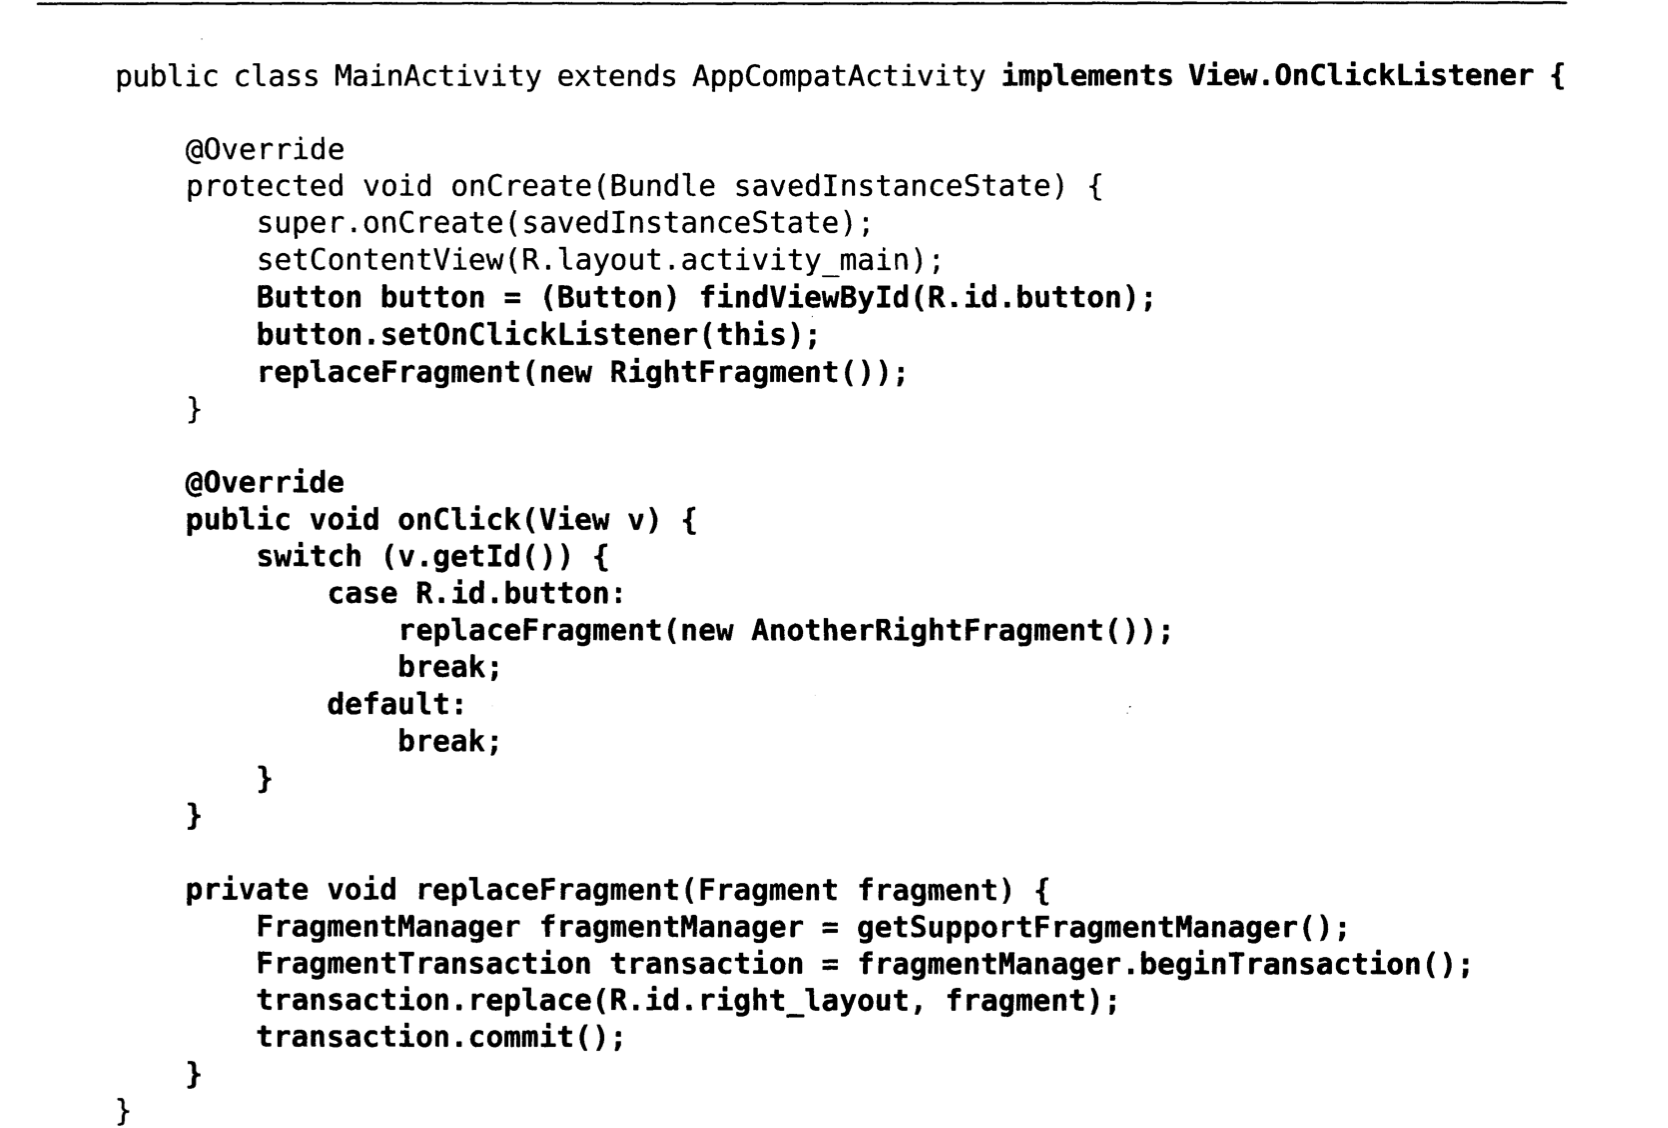 public class MainActivity extends AppCompatActivity implements View.OnClickListener {
@Override
protected void onCreate(Bundle savedInstanceState) {
super.onCreate(savedInstanceState);
setContentView(R.layout.activity_main);
Button button = (Button) findViewById(R.id.button);
button.setOnClickListener(this);
replaceFragment(new RightFragment());
}
@Override
public void onClick(View v) {
switch (v.getId()) {
case R.id.button:
replaceFragment(new AnotherRightFragment());
break;
default:
break;
}
}
private void replaceFragment(Fragment fragment) {
FragmentManager fragmentManager = getSupportFragmentManager();
FragmentTransaction transaction = fragmentManager.beginTransaction();
transaction.replace(R.id.right_layout, fragment);
transaction.commit();
}
}